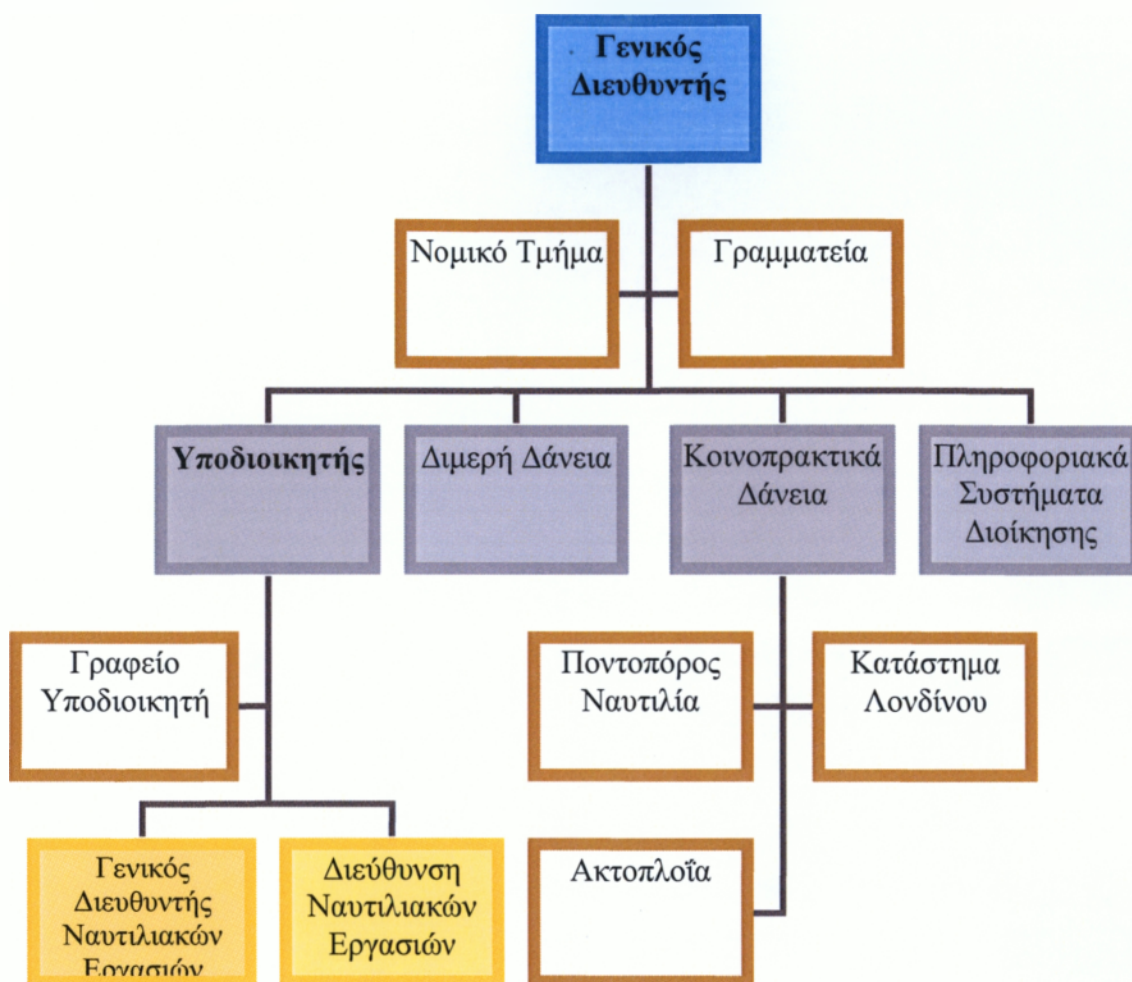 Γενικός
Διευθυντής
Νομικό Τμήμα
Γραμματεία
Υποδιοικητής
Διμερή Δάνεια
Κοινοπρακτικά
Δάνεια
Πληροφοριακά
Συστήματα
Διοίκησης
Γραφείο
Υποδιοικητή
Ποντοπόρος
Ναυτιλία
Κατάστημα
Λονδίνου
Γενικός
Διευθυντής
Ναυτιλιακών
Εργασιών
Διεύθυνση
Ναυτιλιακών
Εργασιών
Ακτοπλοΐα